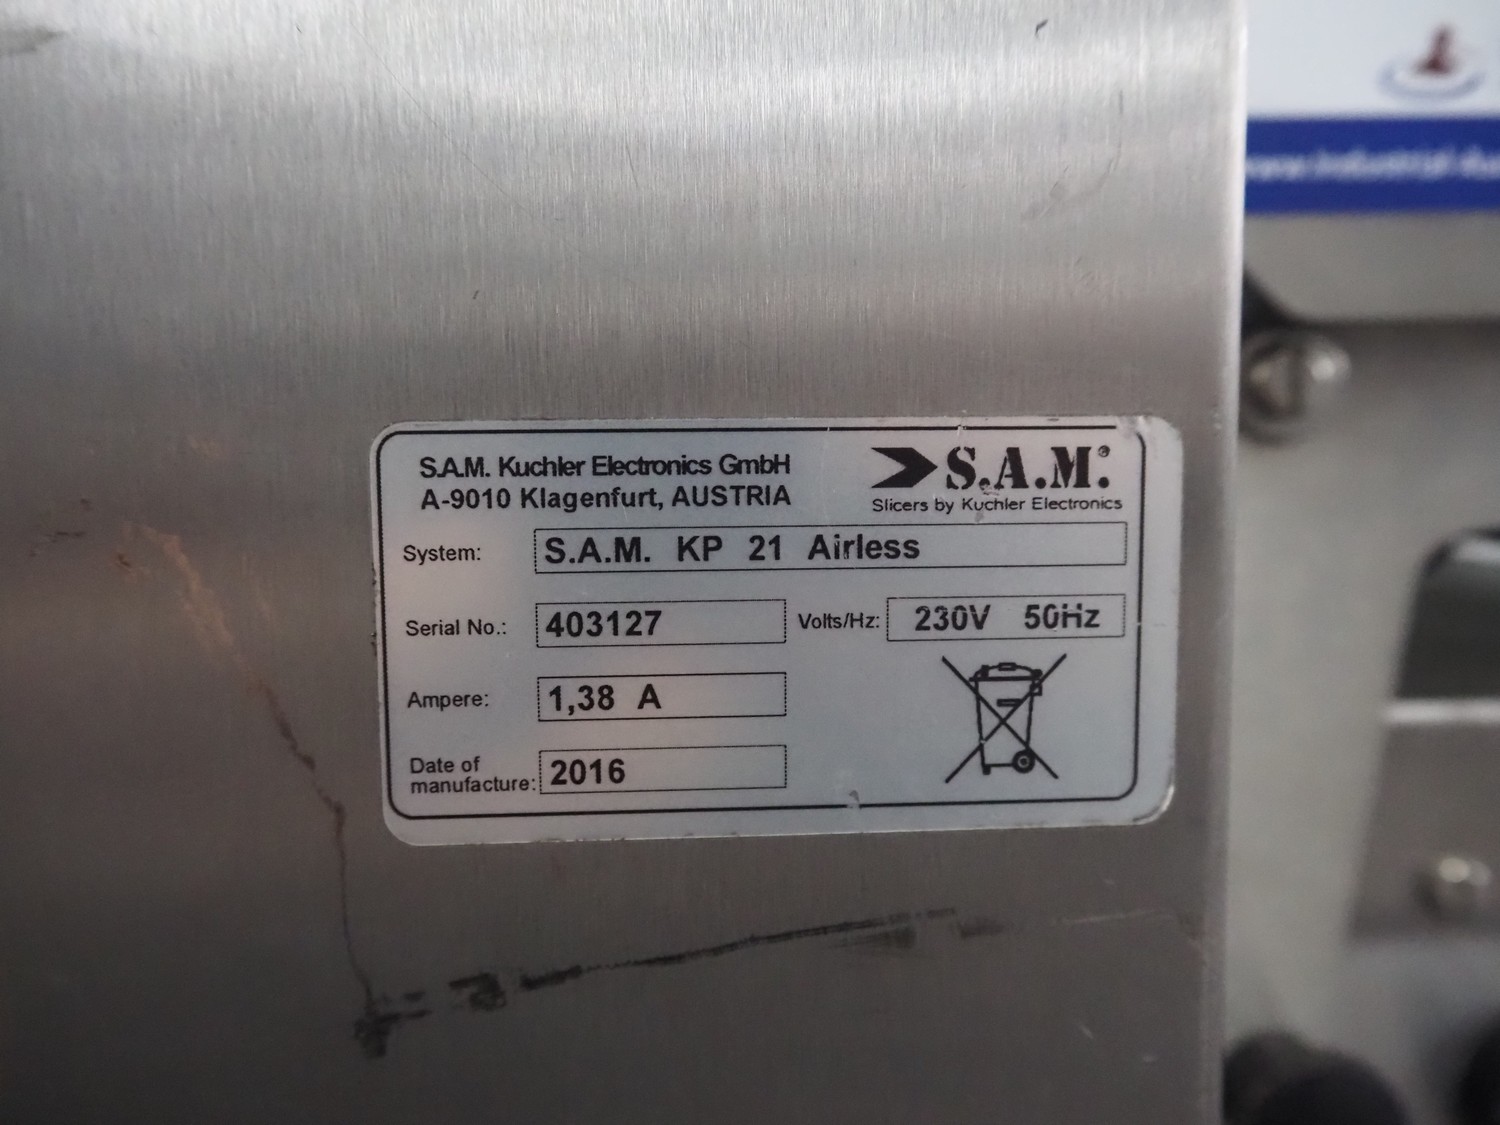 S.A.M. Kuchler Electronics GmbH
A-9010 Klagenfurt, AUSTRIA
S.A.M.®
Slicers by Kuchler Electronics
System: S.A.M. KP 21 Airless
Serial No.: 403127 Volts/Hz: 230V 50Hz
Ampere: 1,38 A
Date of
manufacture: 2016